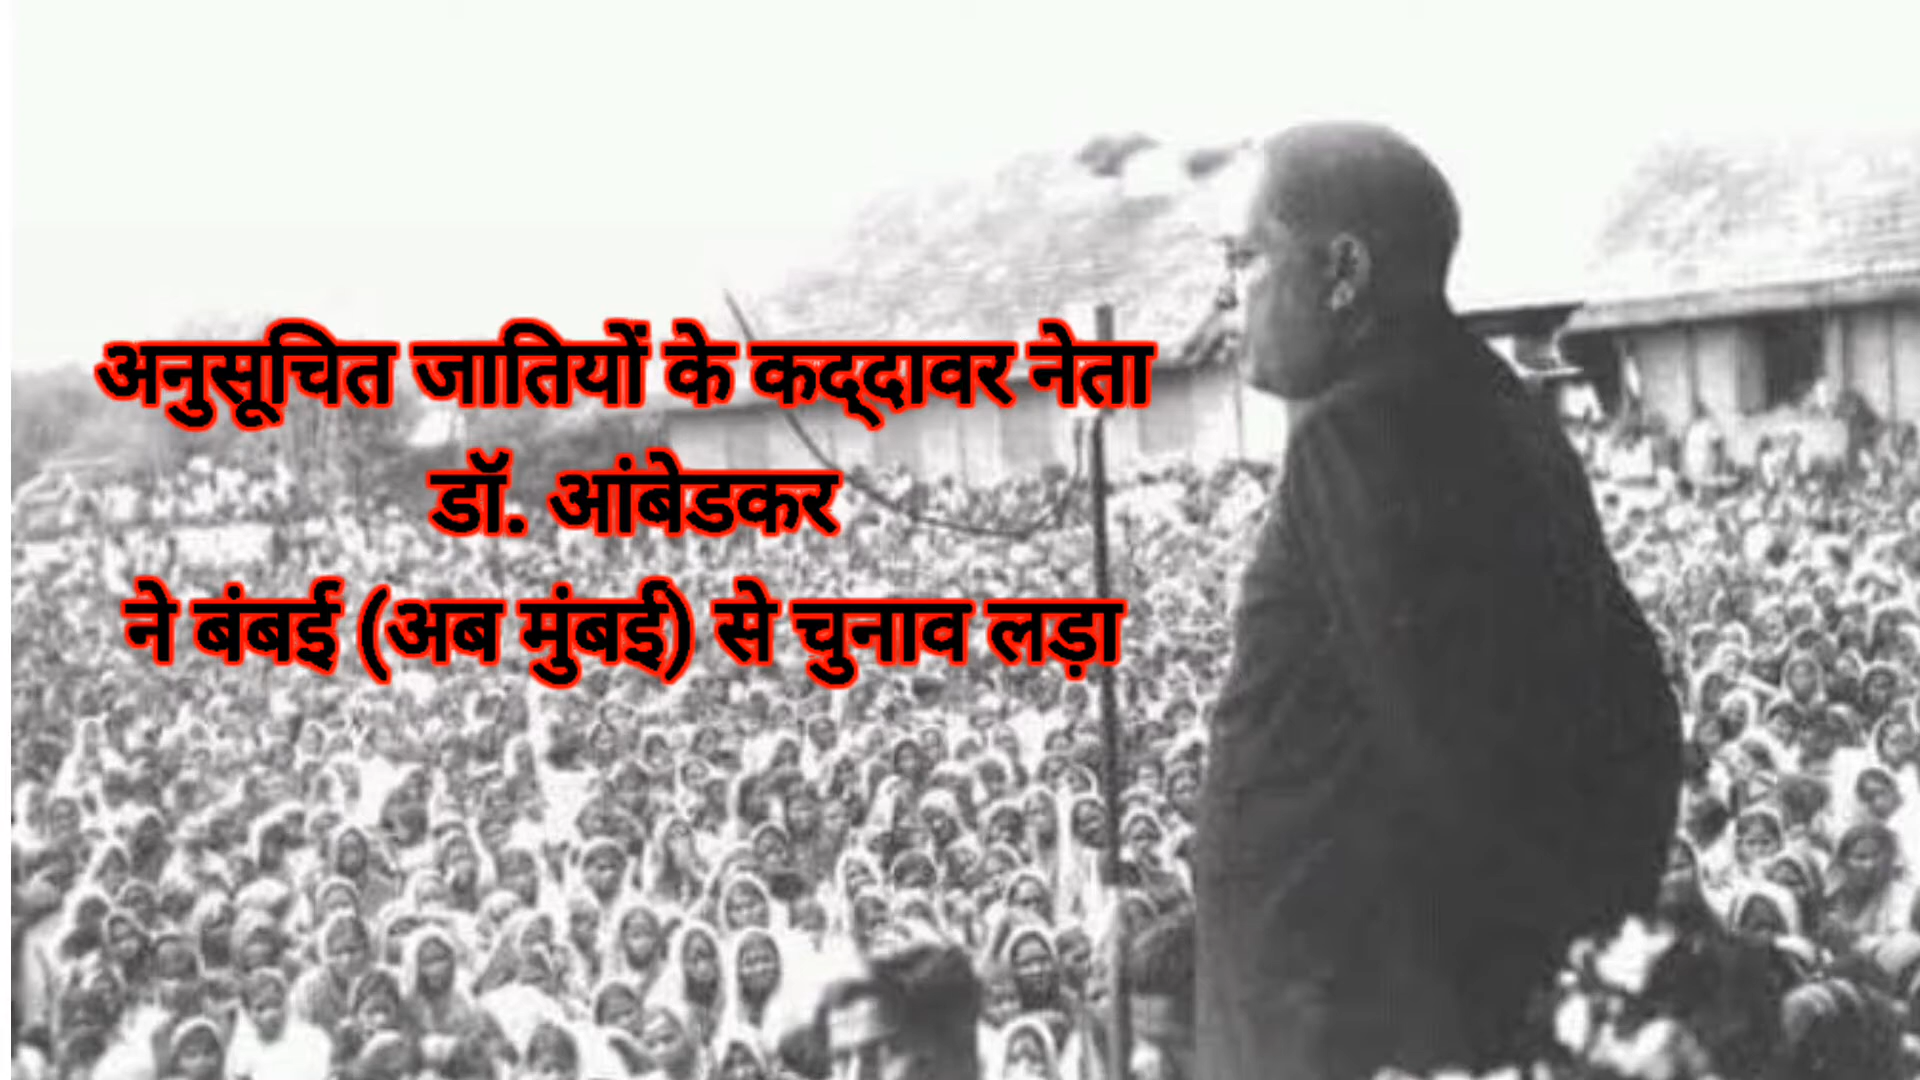 अनुसूचित जातियों के कद्‌दावर नेता
डॉ. आंबेडकर
ने बंबई (अब मुंबई) से चुनाव लड़ा